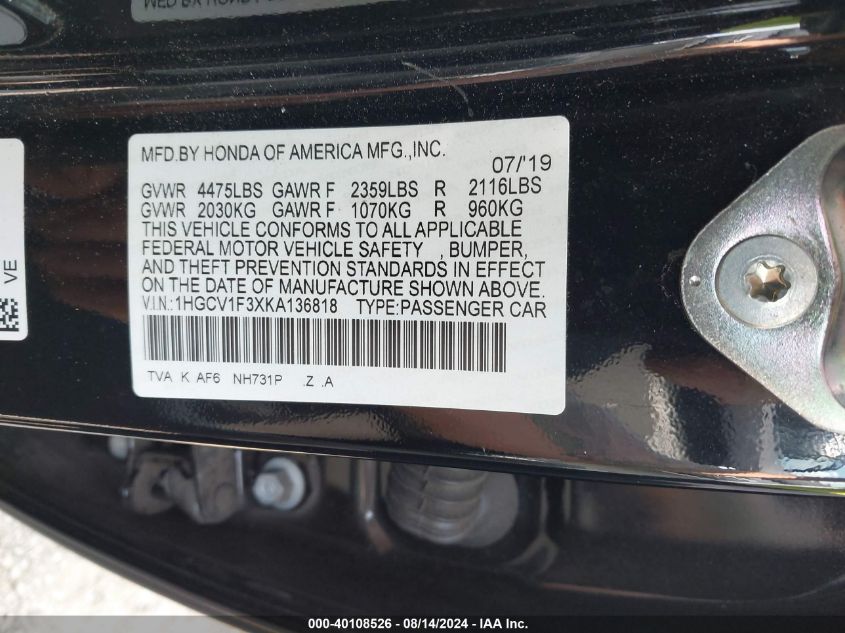 MFD.BY HONDA OF AMERICA MFG.,INC.
07/'19
GVWR 4475LBS GAWR F 2359LBS R 2116LBS
GVWR 2030KG GAWR F 1070KG R 960KG
THIS VEHICLE CONFORMS TO ALL APPLICABLE
FEDERAL MOTOR VEHICLE SAFETY , BUMPER,
AND THEFT PREVENTION STANDARDS IN EFFECT
ON THE DATE OF MANUFACTURE SHOWN ABOVE.
V.I.N.:1HGCV1F3XKA136818 TYPE:PASSENGER CAR
TVA K AF6 NH731P .Z .A
VE
000-40108526 - 08/14/2024 - IAA Inc.